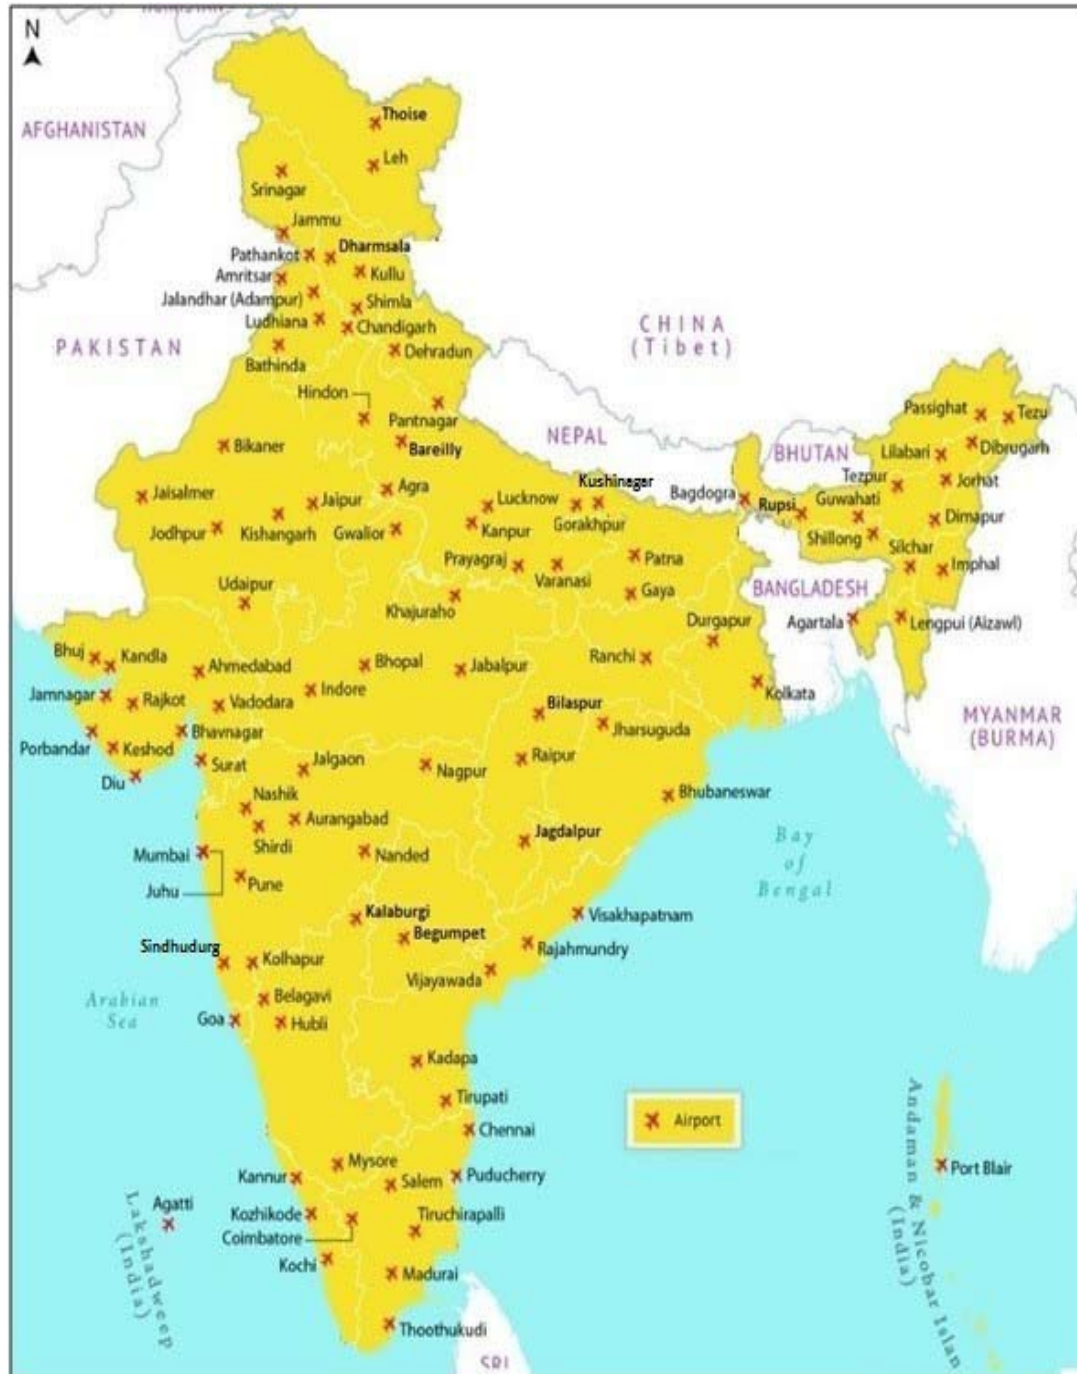 N
AFGHANISTAN
Thoise
Leh
Srinagar
Jammu
Pathankot
Dharmsala
Amritsar
Kullu
Jalandhar (Adampur)
Shimla
Ludhiana
Chandigarh
PAKISTAN
CHINA
(Tibet)
Bathinda
Dehradun
Hindon
Pantnagar
Bikaner
Bareilly
NEPAL
BHUTAN
Passighat
Tezu
Lilabari
Dibrugarh
Tezpur
Jorhat
Jaisalmer
Jaipur
Agra
Lucknow
Kushinagar
Bagdogra
Rupsi
Guwahati
Jodhpur
Kishangarh
Gwalior
Kanpur
Gorakhpur
Shillong
Dimapur
Silchar
Prayagraj
Varanasi
Patna
Imphal
Udaipur
Khajuraho
Gaya
BANGLADESH
Durgapur
Agartala
Lengpui (Aizawl)
Bhuj
Kandla
Ahmedabad
Bhopal
Jabalpur
Ranchi
Kolkata
Jamnagar
Rajkot
Vadodara
Indore
Bilaspur
Jharsuguda
MYANMAR
(BURMA)
Porbandar
Keshod
Bhavnagar
Diu
Surat
Jalgaon
Nagpur
Raipur
Nashik
Bhubaneswar
Aurangabad
Shirdi
Jagdalpur
Bay
of
Bengal
Mumbai
Juhu
Pune
Nanded
Kalaburgi
Visakhapatnam
Begumpet
Rajahmundry
Sindhudurg
Kolhapur
Vijayawada
Arabian
Sea
Belagavi
Goa
Hubli
Kadapa
Tirupati
Airport
Chennai
Andaman & Nicobar Islan
(India)
Port Blair
Mysore
Kannur
Salem
Puducherry
Agatti
Lakshadweep
(India)
Kozhikode
Tiruchirapalli
Coimbatore
Kochi
Madurai
Thoothukudi
SRI